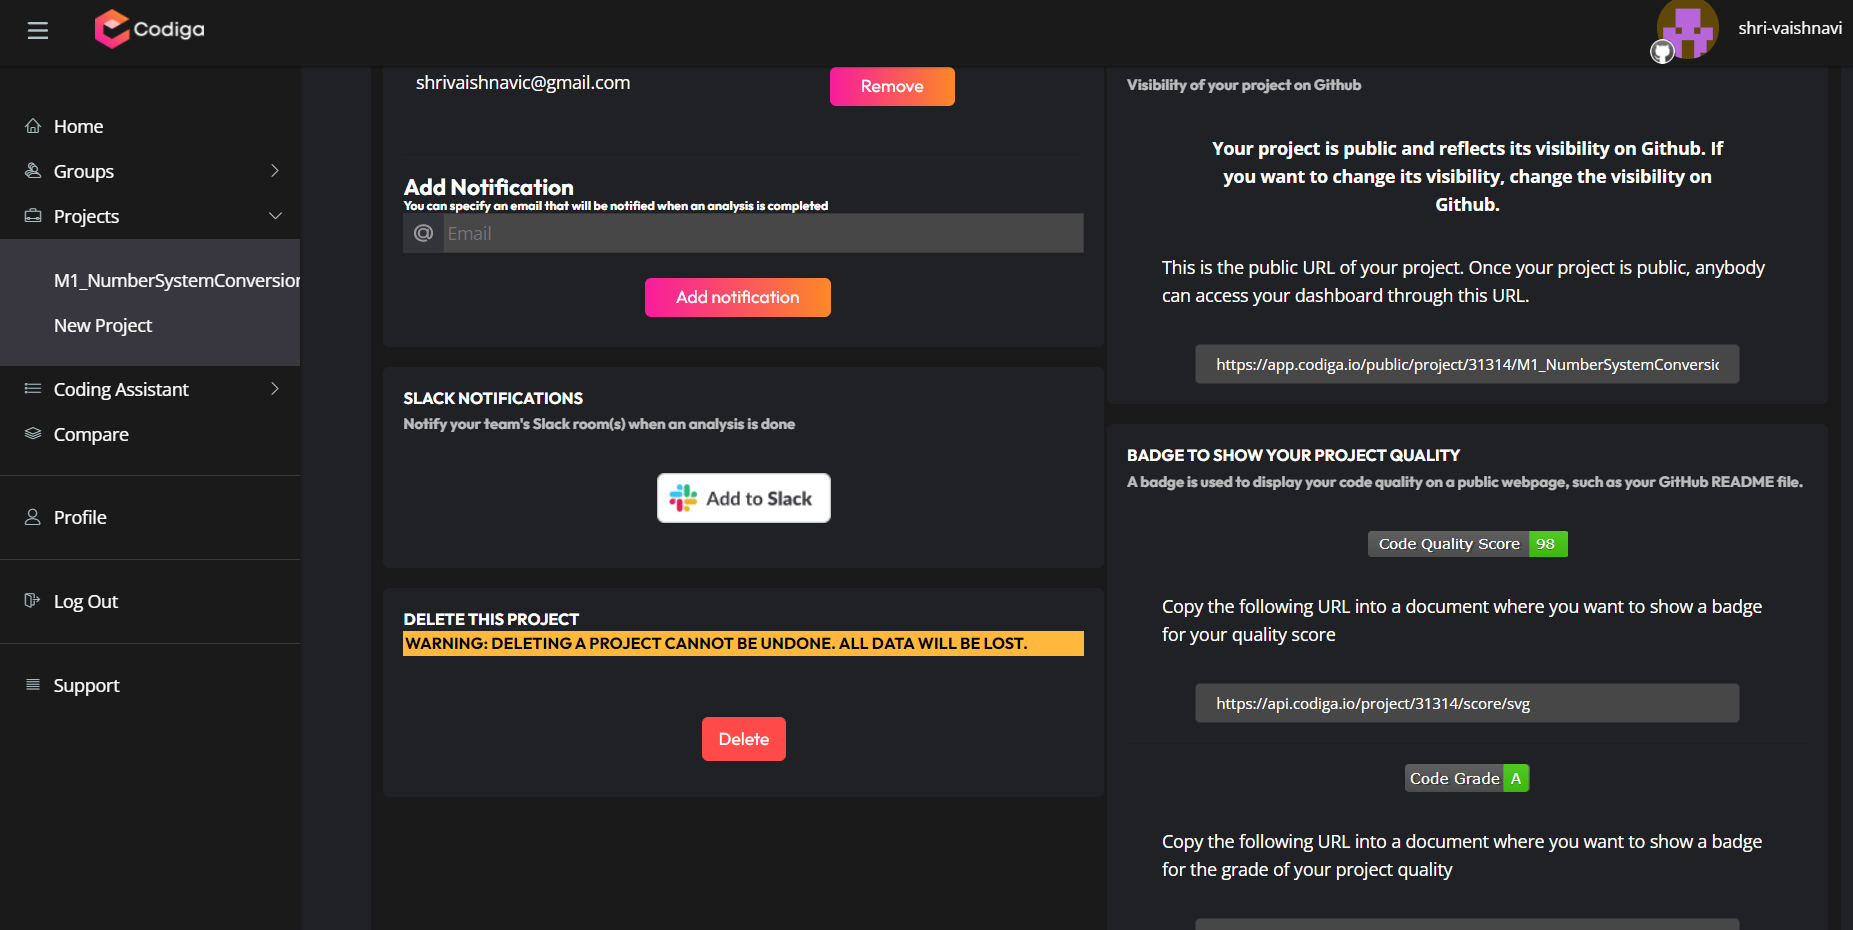 Codiga
shri-vaishnavi
Home
Groups
Projects
M1_NumberSystemConversion
New Project
Coding Assistant
Compare
Profile
Log Out
Support
shrivaishnavic@gmail.com
Remove
Add Notification
You can specify an email that will be notified when an analysis is completed
@ Email
Add notification
SLACK NOTIFICATIONS
Notify your team's Slack room(s) when an analysis is done
Add to Slack
DELETE THIS PROJECT
WARNING: DELETING A PROJECT CANNOT BE UNDONE. ALL DATA WILL BE LOST.
Delete
Visibility of your project on Github
Your project is public and reflects its visibility on Github. If
you want to change its visibility, change the visibility on
Github.
This is the public URL of your project. Once your project is public, anybody
can access your dashboard through this URL.
https://app.codiga.io/public/project/31314/M1_NumberSystemConversic
BADGE TO SHOW YOUR PROJECT QUALITY
A badge is used to display your code quality on a public webpage, such as your GitHub README file.
Code Quality Score 98
Copy the following URL into a document where you want to show a badge
for your quality score
https://api.codiga.io/project/31314/score/svg
Code Grade A
Copy the following URL into a document where you want to show a badge
for the grade of your project quality